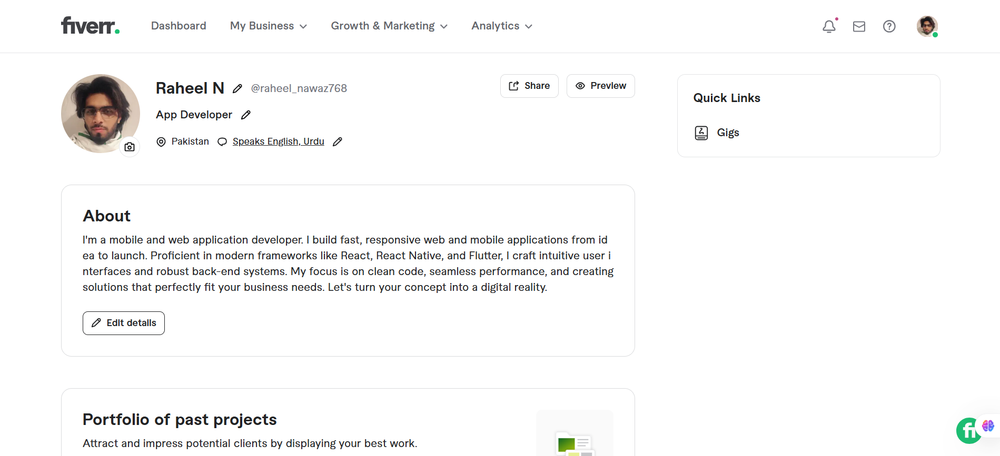 fiverr.
Dashboard
My Business
Growth & Marketing
Analytics
Raheel N
@raheel_nawaz768
Share
Preview
App Developer
Pakistan
Speaks English, Urdu
Quick Links
Gigs
About
I'm a mobile and web application developer. I build fast, responsive web and mobile applications from id
ea to launch. Proficient in modern frameworks like React, React Native, and Flutter, I craft intuitive user i
nterfaces and robust back-end systems. My focus is on clean code, seamless performance, and creating
solutions that perfectly fit your business needs. Let's turn your concept into a digital reality.
Edit details
Portfolio of past projects
Attract and impress potential clients by displaying your best work.
fi